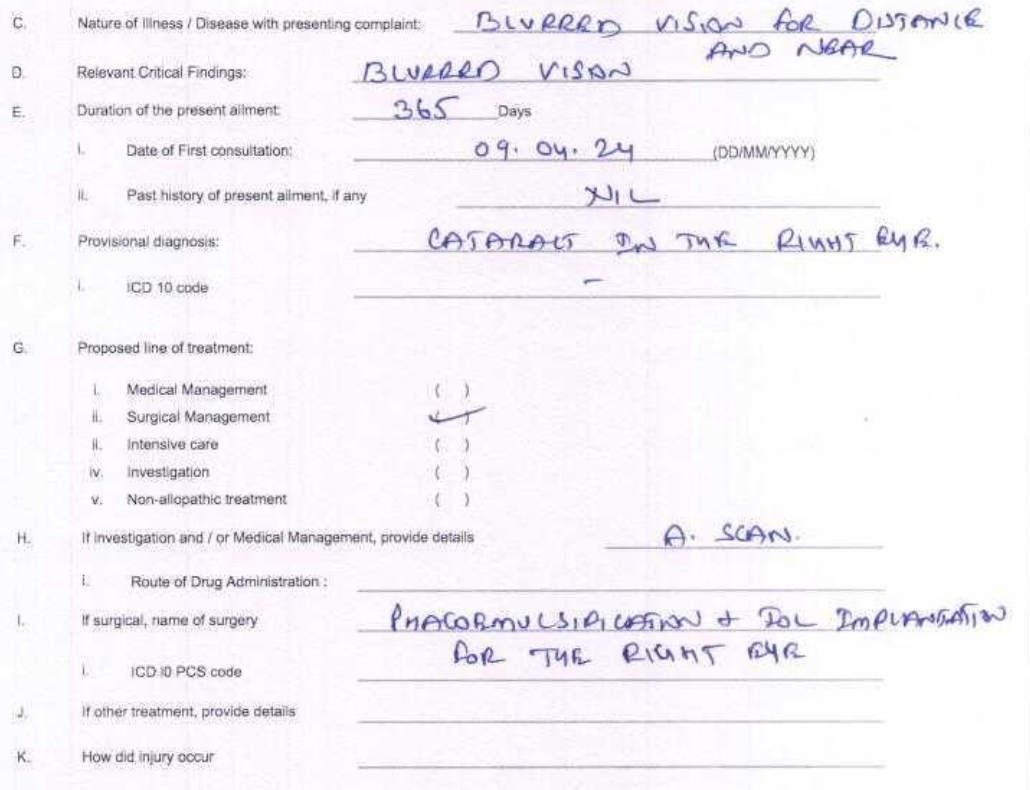 C. Nature of Illness / Disease with presenting complaint: BLURRED VISION FOR DISTANCE
AND NEAR
D. Relevant Critical Findings: BLURRED VISION
E. Duration of the present ailment: 365 Days
i. Date of First consultation: 09.04.24 (DD/MM/YYYY)
ii. Past history of present ailment, if any NIL
F. Provisional diagnosis: CATARACT IN THE RIGHT EYE.
i. ICD 10 code -
G. Proposed line of treatment:
i. Medical Management ( )
ii. Surgical Management (✓)
ii. Intensive care ( )
iv. Investigation ( )
v. Non-allopathic treatment ( )
H. If investigation and / or Medical Management, provide details A. SCAN.
i. Route of Drug Administration :
I. If surgical, name of surgery PHACOEMULSIFICATION + IOL IMPLANTATION
FOR THE RIGHT EYE
i. ICD I0 PCS code
J. If other treatment, provide details
K. How did injury occur